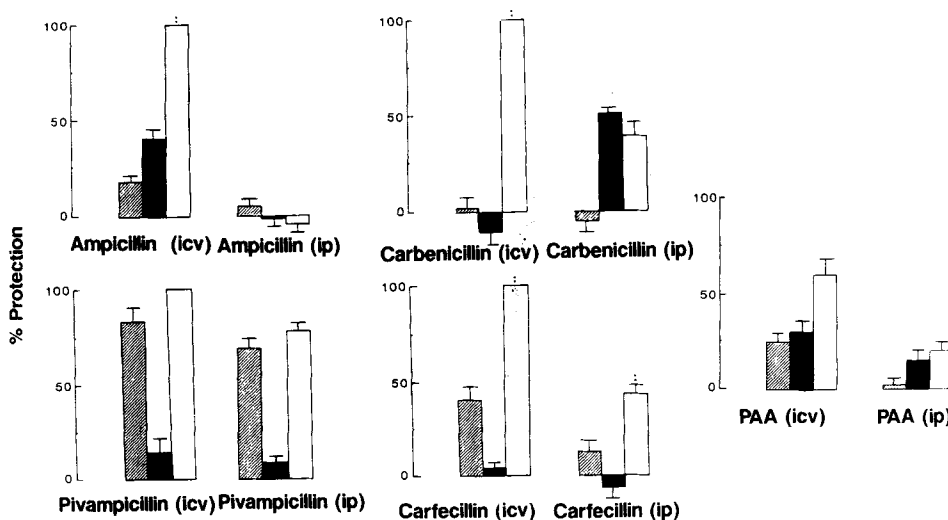 100
50
0
Ampicillin (icv) Ampicillin (ip)
100
50
0
Carbenicillin (icv) Carbenicillin (ip)
% Protection
100
50
0
Pivampicillin (icv) Pivampicillin (ip)
100
50
0
Carfecillin (icv) Carfecillin (ip)
100
50
0
PAA (icv) PAA (ip)